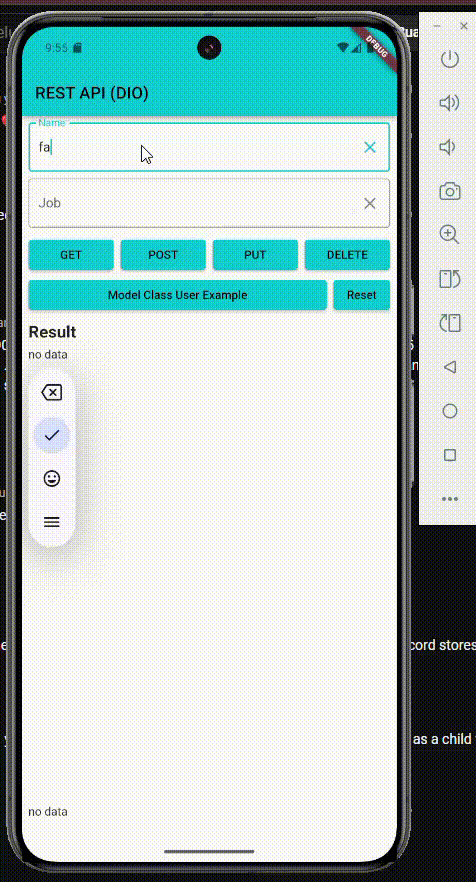 9:55
DEBUG
REST API (DIO)
Name
fa
Job
GET POST PUT DELETE
Model Class User Example Reset
Result
no data
cord stores
as a child
no data